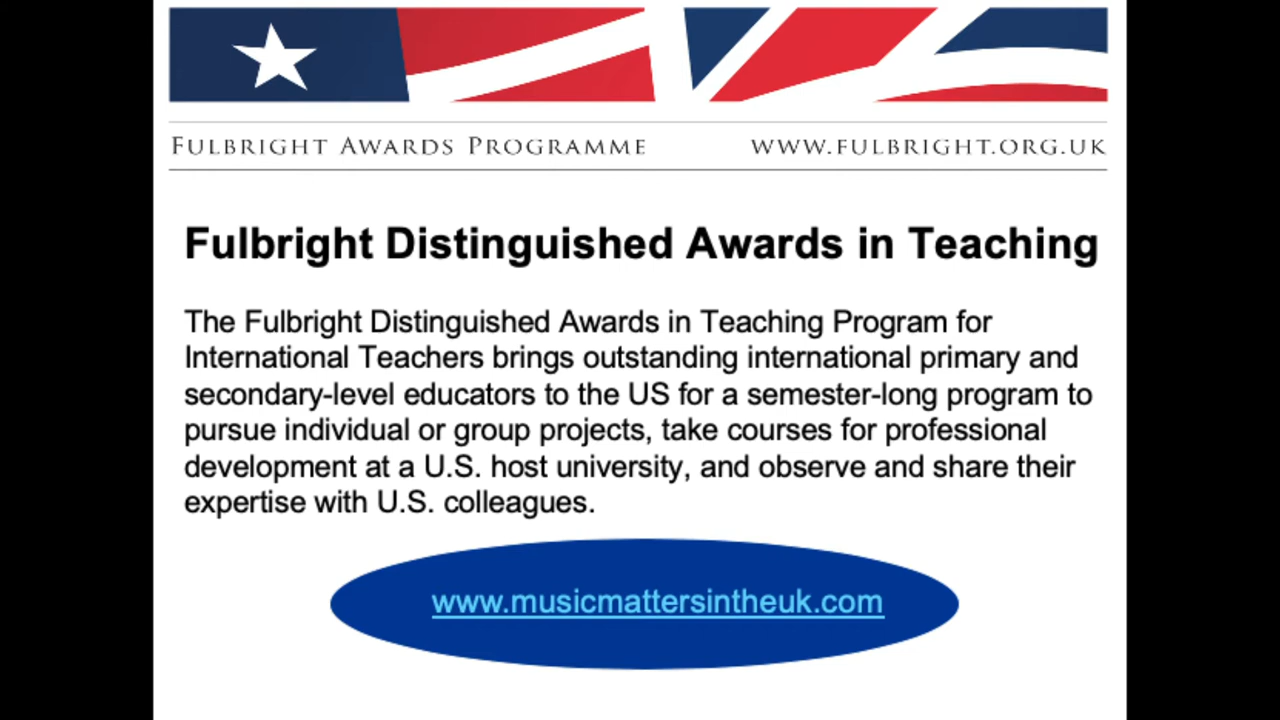 FULBRIGHT AWARDS PROGRAMME
WWW.FULBRIGHT.ORG.UK
Fulbright Distinguished Awards in Teaching
The Fulbright Distinguished Awards in Teaching Program for
International Teachers brings outstanding international primary and
secondary-level educators to the US for a semester-long program to
pursue individual or group projects, take courses for professional
development at a U.S. host university, and observe and share their
expertise with U.S. colleagues.
www.musicmattersintheuk.com